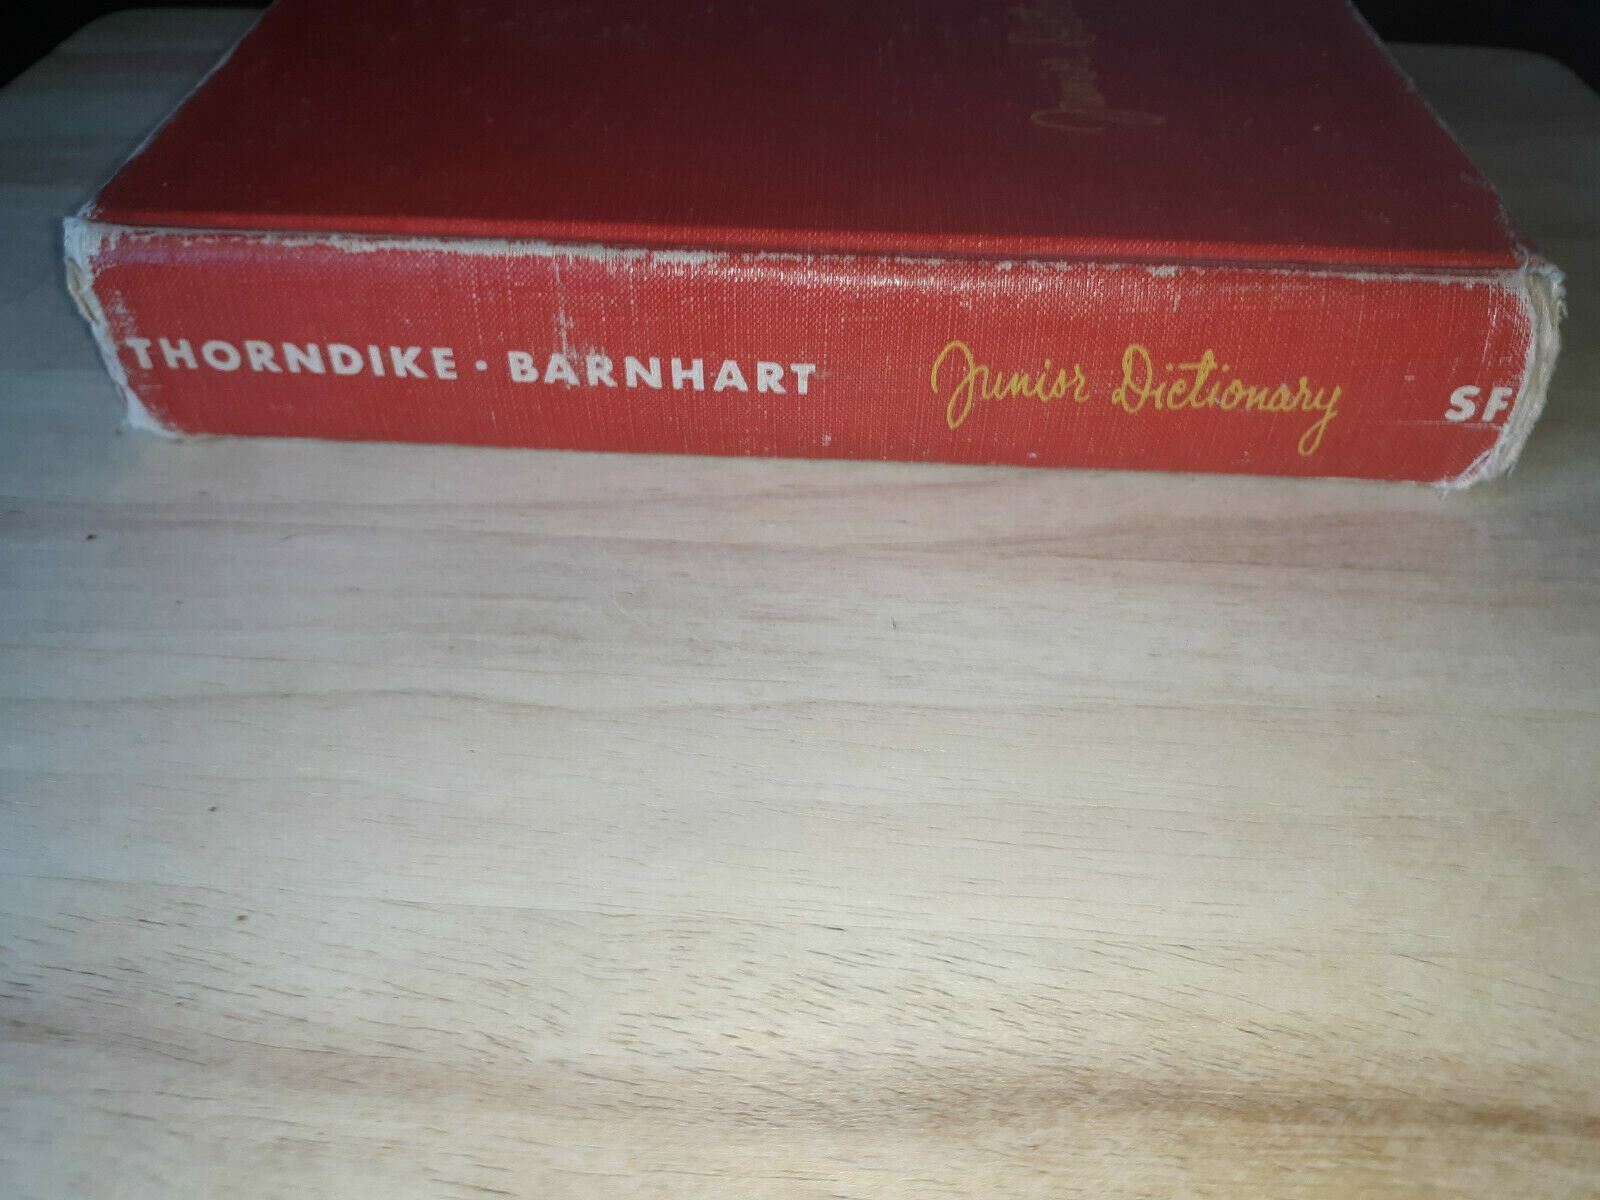 THORNDIKE · BARNHART Junior Dictionary SF